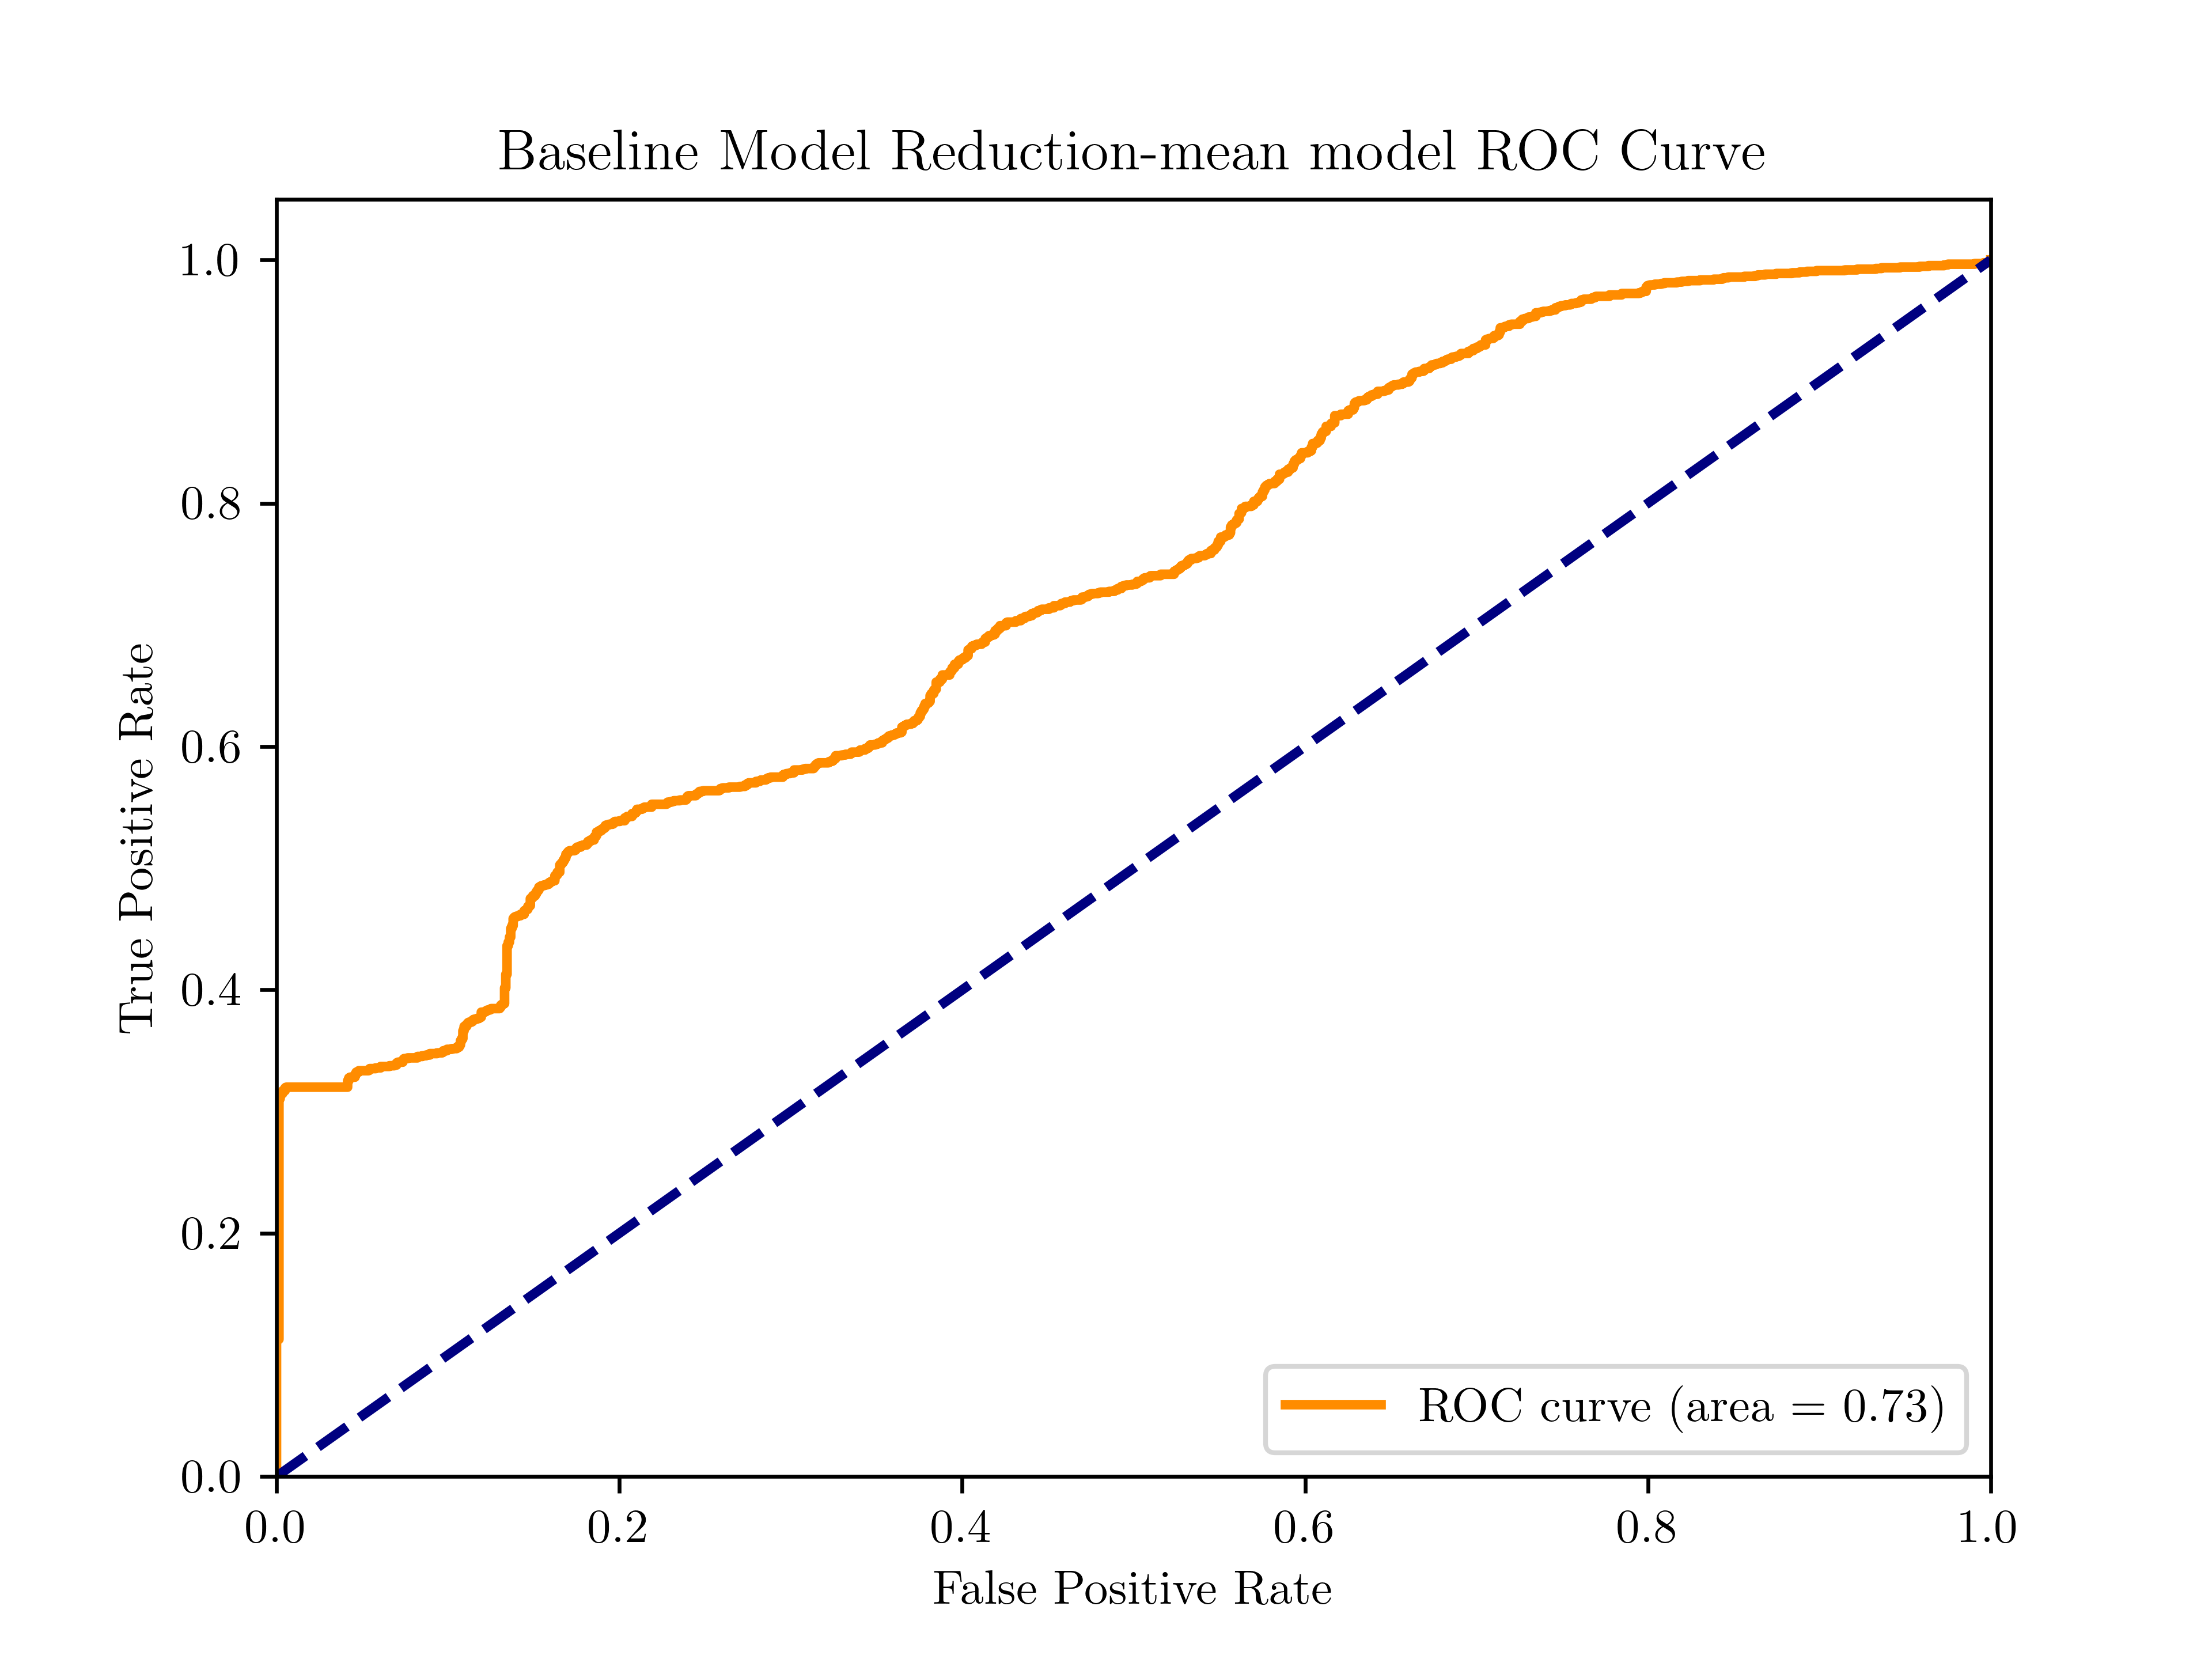 Baseline Model Reduction-mean model ROC Curve
True Positive Rate
1.0
0.8
0.6
0.4
0.2
0.0
ROC curve (area = 0.73)
0.0 0.2 0.4 0.6 0.8 1.0
False Positive Rate